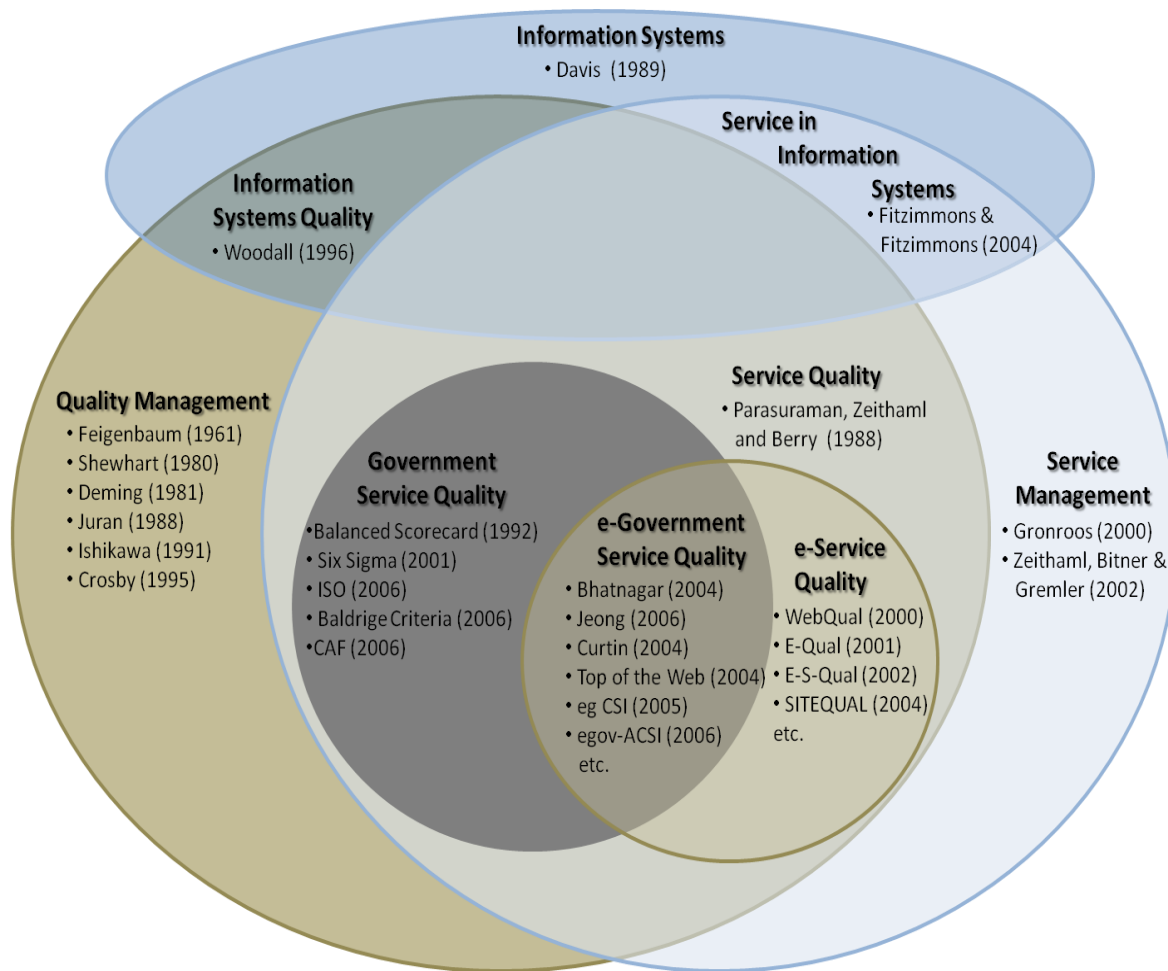 Information Systems
• Davis (1989)
Service in
Information
Systems
• Fitzimmons &
Fitzimmons (2004)
Information
Systems Quality
• Woodall (1996)
Quality Management
• Feigenbaum (1961)
• Shewhart (1980)
• Deming (1981)
• Juran (1988)
• Ishikawa (1991)
• Crosby (1995)
Government
Service Quality
•Balanced Scorecard (1992)
• Six Sigma (2001)
• ISO (2006)
• Baldrige Criteria (2006)
•CAF (2006)
Service Quality
• Parasuraman, Zeithaml
and Berry (1988)
e-Government
Service Quality
• Bhatnagar (2004)
• Jeong (2006)
• Curtin (2004)
• Top of the Web (2004)
• eg CSI (2005)
• egov-ACSI (2006)
etc.
e-Service
Quality
• WebQual (2000)
• E-Qual (2001)
• E-S-Qual (2002)
• SITEQUAL (2004)
etc.
Service
Management
• Gronroos (2000)
• Zeithaml, Bitner &
Gremler (2002)